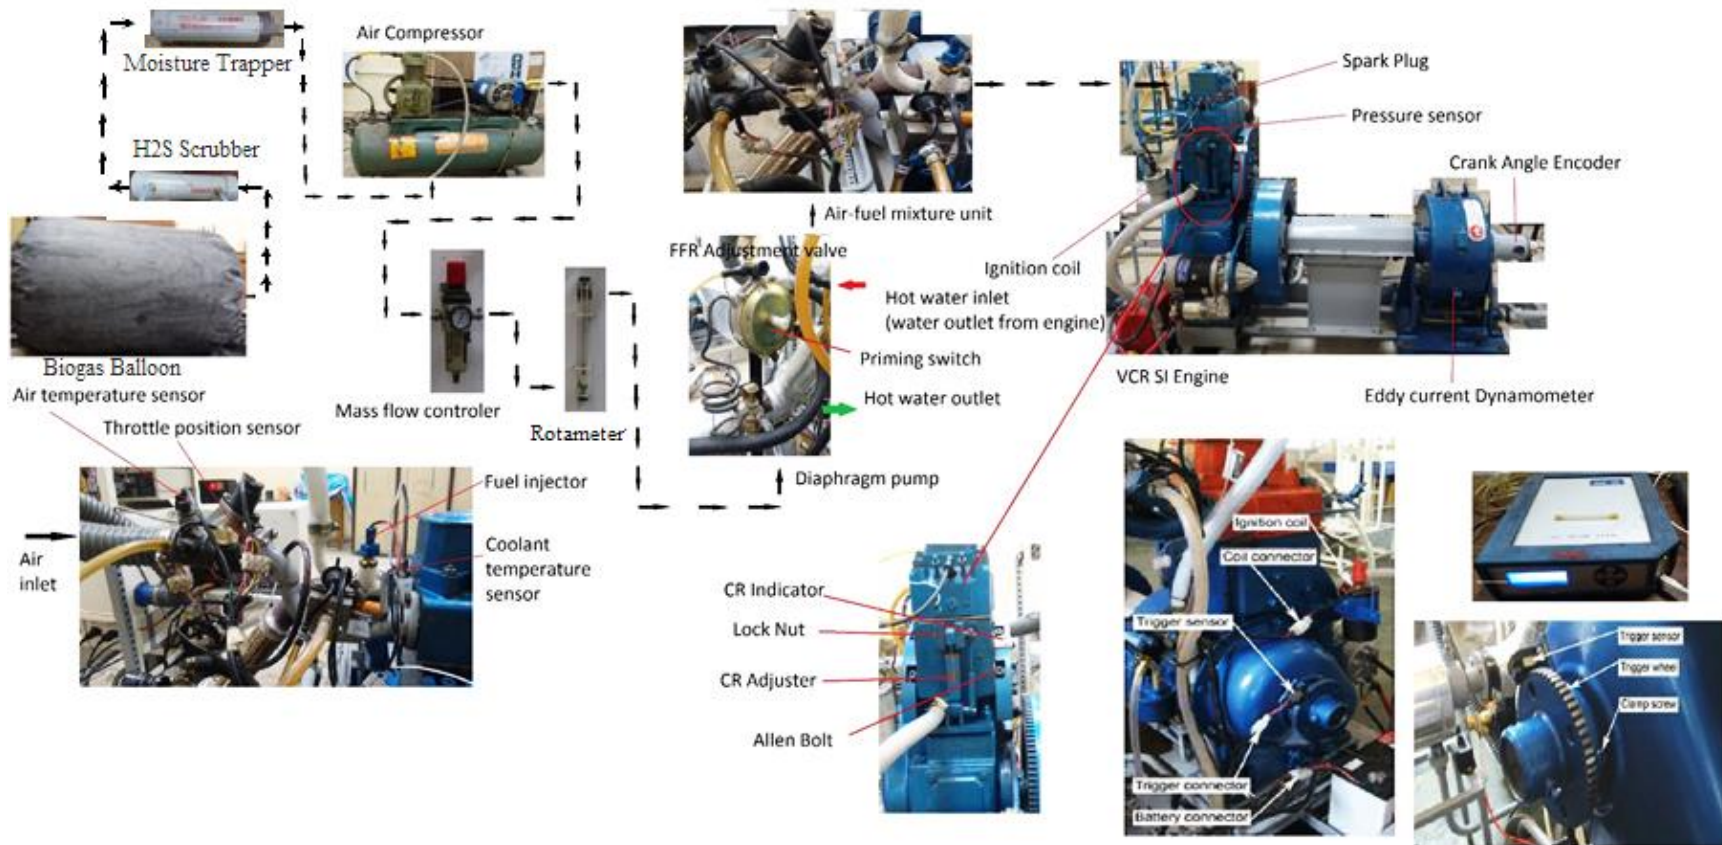 Moisture Trapper
Air Compressor
H2S Scrubber
Biogas Balloon
Air temperature sensor
Throttle position sensor
Fuel injector
Air
inlet
Coolant
temperature
sensor
Mass flow controler
Rotameter
Air-fuel mixture unit
FFR Adjustment valve
Hot water inlet
(water outlet from engine)
Priming switch
Hot water outlet
Diaphragm pump
Spark Plug
Pressure sensor
Crank Angle Encoder
Ignition coil
VCR SI Engine
Eddy current Dynamometer
CR Indicator
Lock Nut
CR Adjuster
Allen Bolt
Ignition coil
Coil connector
Trigger sensor
Trigger connector
Battery connector
Trigger sensor
Trigger wheel
Clamp screw